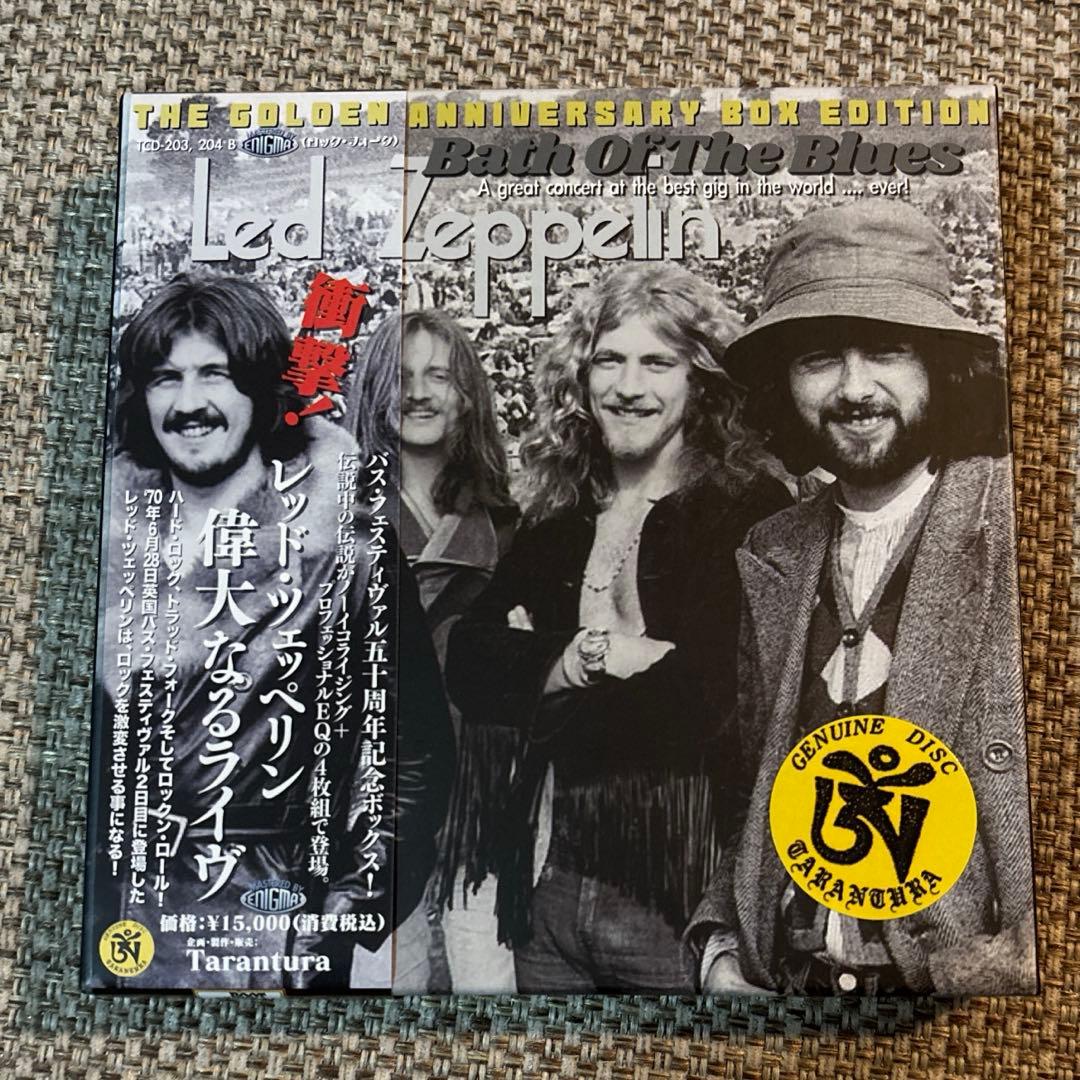 THE GOLDEN ANNIVERSARY BOX EDITION
TCD-203, 204-B
MASTERED BY
ENIGMA
(ロック・フォーク)
Bath Of The Blues
A great concert at the best gig in the world .... ever!
Led Zeppelin
衝撃!
バス・フェスティヴァル五十周年記念ボックス!
伝説中の伝説がノーイコライジング+
プロフェッショナルEQの4枚組で登場。
レッド・ツェッペリン
偉大なるライヴ
ハード・ロック、トラッド・フォークそしてロックン・ロール!
'70年6月28日英国バス・フェスティヴァル2日目に登場した
レッド・ツェッペリンは、ロックを激変させる事になる!
MASTERED BY
ENIGMA
価格:¥15,000(消費税込)
企画・製作・販売:
Tarantura
GENUINE DISC
TARANTURA
GENUINE DISC
TARANTURA